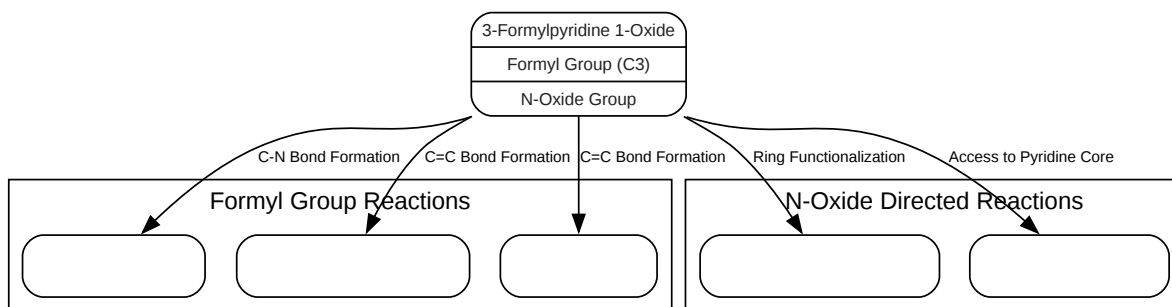 3-Formylpyridine 1-Oxide
Formyl Group (C3)
N-Oxide Group
C-N Bond Formation
C=C Bond Formation
C=C Bond Formation
Ring Functionalization
Access to Pyridine Core
Formyl Group Reactions
N-Oxide Directed Reactions